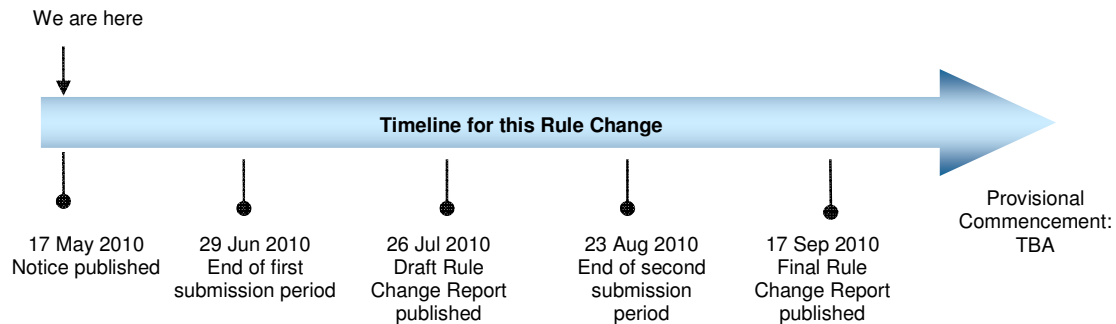 We are here
Timeline for this Rule Change
17 May 2010
Notice published
29 Jun 2010
End of first
submission period
26 Jul 2010
Draft Rule
Change Report
published
23 Aug 2010
End of second
submission
period
17 Sep 2010
Final Rule
Change Report
published
Provisional
Commencement:
TBA